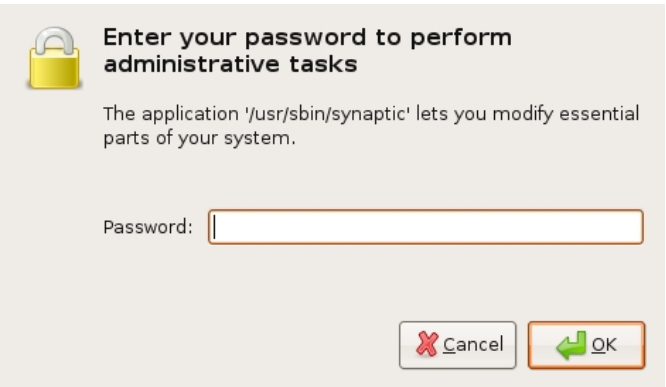 Enter your password to perform
administrative tasks
The application '/usr/sbin/synaptic' lets you modify essential
parts of your system.
Password:
Cancel
OK